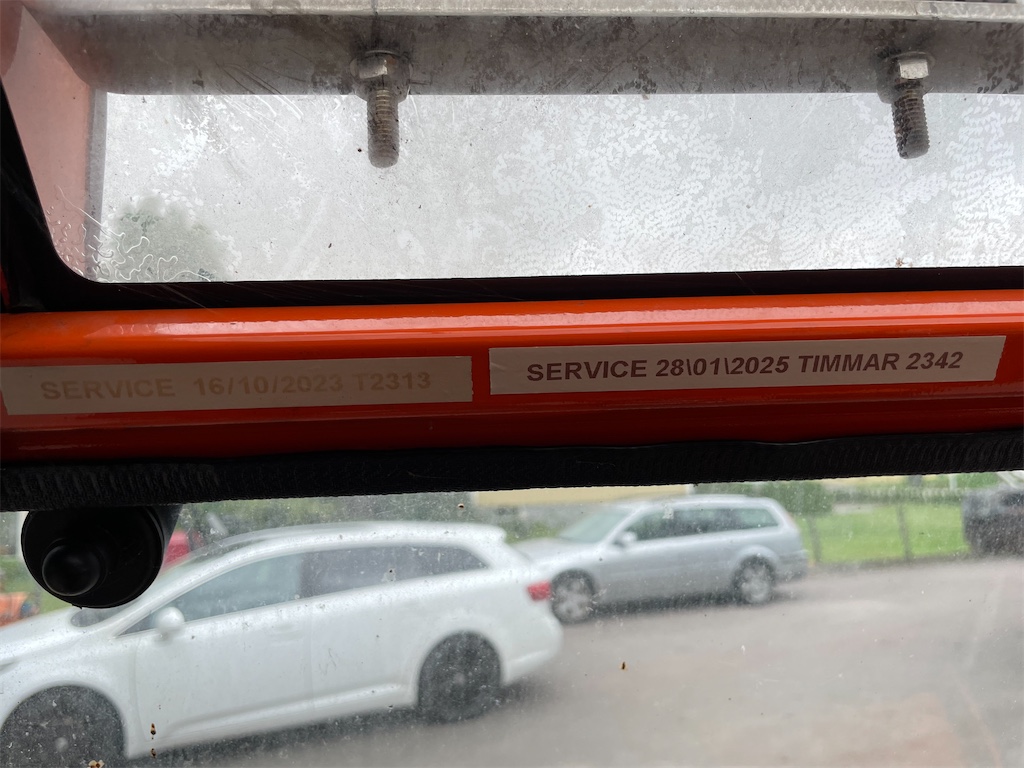 SERVICE 16/10/2023 T2313
SERVICE 28\01\2025 TIMMAR 2342